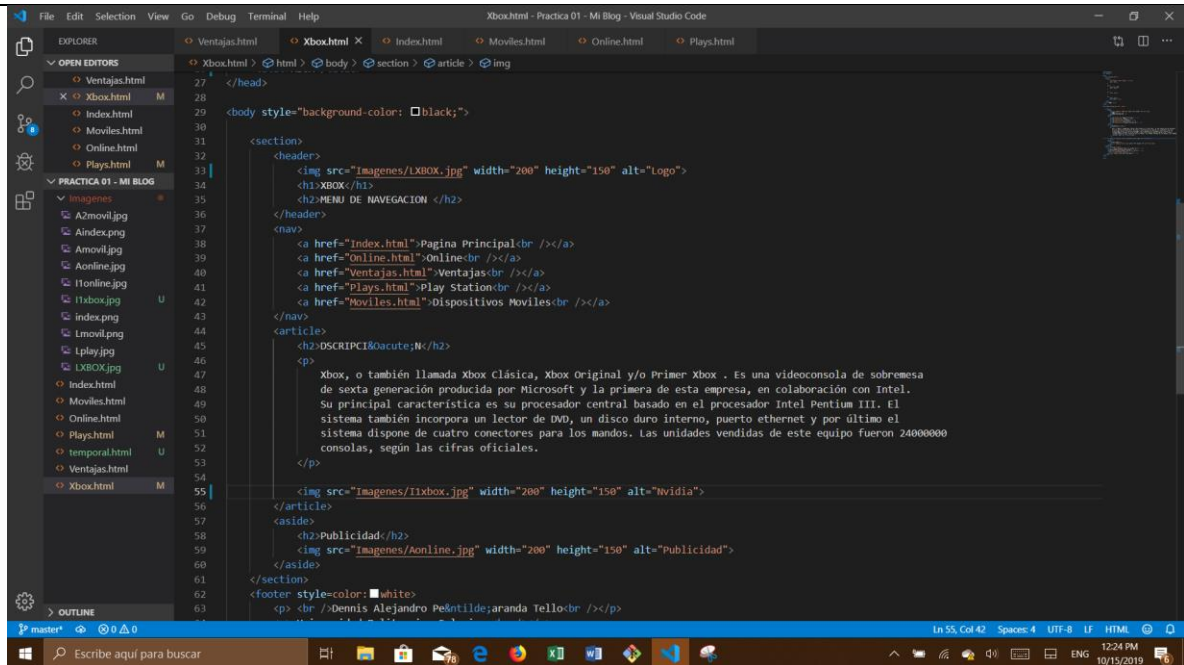 File Edit Selection View Go Debug Terminal Help
Xbox.html - Practica 01 - Mi Blog - Visual Studio Code
EXPLORER
OPEN EDITORS
Ventajas.html
Xbox.html M
Index.html
Moviles.html
Online.html
Plays.html M
PRACTICA 01 - MI BLOG
Imagenes
A2movil.jpg
Aindex.png
Amovil.jpg
Aonline.jpg
I1online.jpg
I1xbox.jpg U
index.png
Lmovil.png
Lplay.jpg
LXBOX.jpg U
Index.html
Moviles.html
Online.html
Plays.html M
temporal.html U
Ventajas.html
Xbox.html M
OUTLINE
Ventajas.html Xbox.html Index.html Moviles.html Online.html Plays.html
Xbox.html > html > body > section > article > img
27 </head>
28
29 <body style="background-color: black;">
30
31 <section>
32 <header>
33 <img src="Imagenes/LXBOX.jpg" width="200" height="150" alt="Logo">
34 <h1>XBOX</h1>
35 <h2>MENU DE NAVEGACION </h2>
36 </header>
37 <nav>
38 <a href="Index.html">Pagina Principal<br /></a>
39 <a href="Online.html">Online<br /></a>
40 <a href="Ventajas.html">Ventajas<br /></a>
41 <a href="Plays.html">Play Station<br /></a>
42 <a href="Moviles.html">Dispositivos Moviles<br /></a>
43 </nav>
44 <article>
45 <h2>DSCRIPCI&Oacute;N</h2>
46 <p>
47 Xbox, o también llamada Xbox Clásica, Xbox Original y/o Primer Xbox . Es una videoconsola de sobremesa
48 de sexta generación producida por Microsoft y la primera de esta empresa, en colaboración con Intel.
49 Su principal característica es su procesador central basado en el procesador Intel Pentium III. El
50 sistema también incorpora un lector de DVD, un disco duro interno, puerto ethernet y por último el
51 sistema dispone de cuatro conectores para los mandos. Las unidades vendidas de este equipo fueron 24000000
52 consolas, según las cifras oficiales.
53 </p>
54
55 <img src="Imagenes/I1xbox.jpg" width="200" height="150" alt="Nvidia">
56 </article>
57 <aside>
58 <h2>Publicidad</h2>
59 <img src="Imagenes/Aonline.jpg" width="200" height="150" alt="Publicidad">
60 </aside>
61 </section>
62 <footer style=color: white>
63 <p> <br />Dennis Alejandro Pe&ntilde;aranda Tello<br /></p>
master* 0 0
Ln 55, Col 42 Spaces: 4 UTF-8 LF HTML
Escribe aquí para buscar
78
ENG
12:24 PM
10/15/2019
6